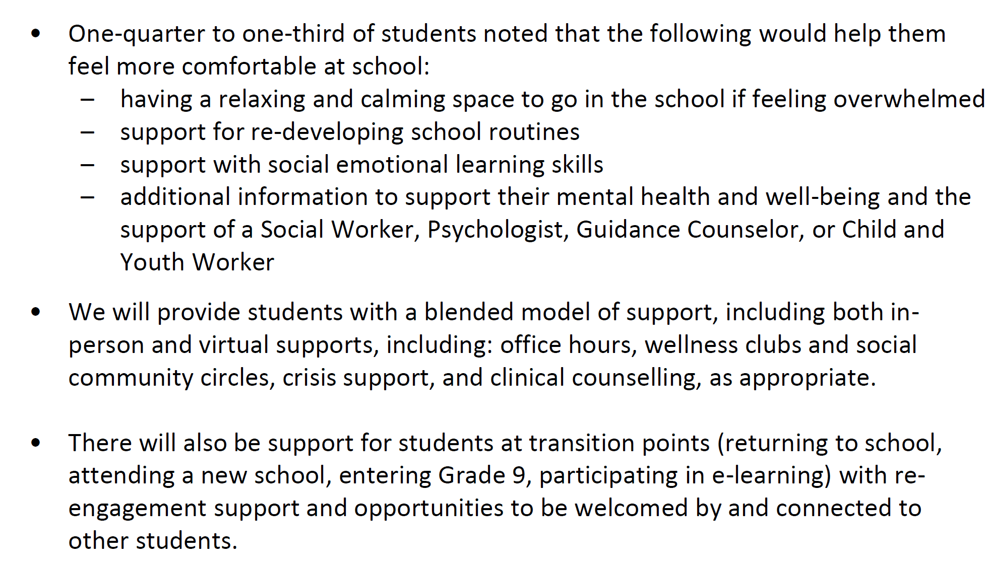 • One-quarter to one-third of students noted that the following would help them
feel more comfortable at school:
– having a relaxing and calming space to go in the school if feeling overwhelmed
– support for re-developing school routines
– support with social emotional learning skills
– additional information to support their mental health and well-being and the
support of a Social Worker, Psychologist, Guidance Counselor, or Child and
Youth Worker
• We will provide students with a blended model of support, including both in-
person and virtual supports, including: office hours, wellness clubs and social
community circles, crisis support, and clinical counselling, as appropriate.
• There will also be support for students at transition points (returning to school,
attending a new school, entering Grade 9, participating in e-learning) with re-
engagement support and opportunities to be welcomed by and connected to
other students.